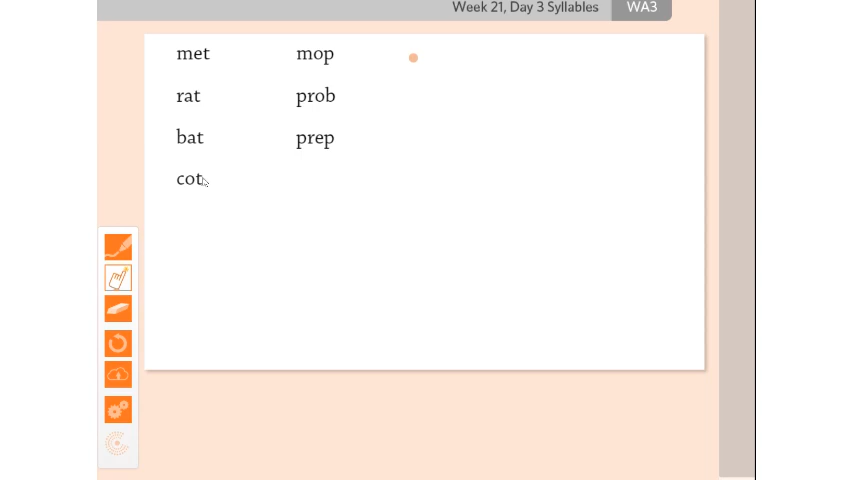 Week 21, Day 3 Syllables WA3
met mop
rat prob
bat prep
cot